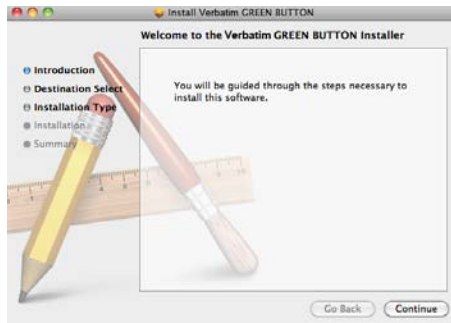 Install Verbatim GREEN BUTTON
Welcome to the Verbatim GREEN BUTTON Installer
Introduction
Destination Select
Installation Type
Installation
Summary
You will be guided through the steps necessary to
install this software.
Go Back
Continue